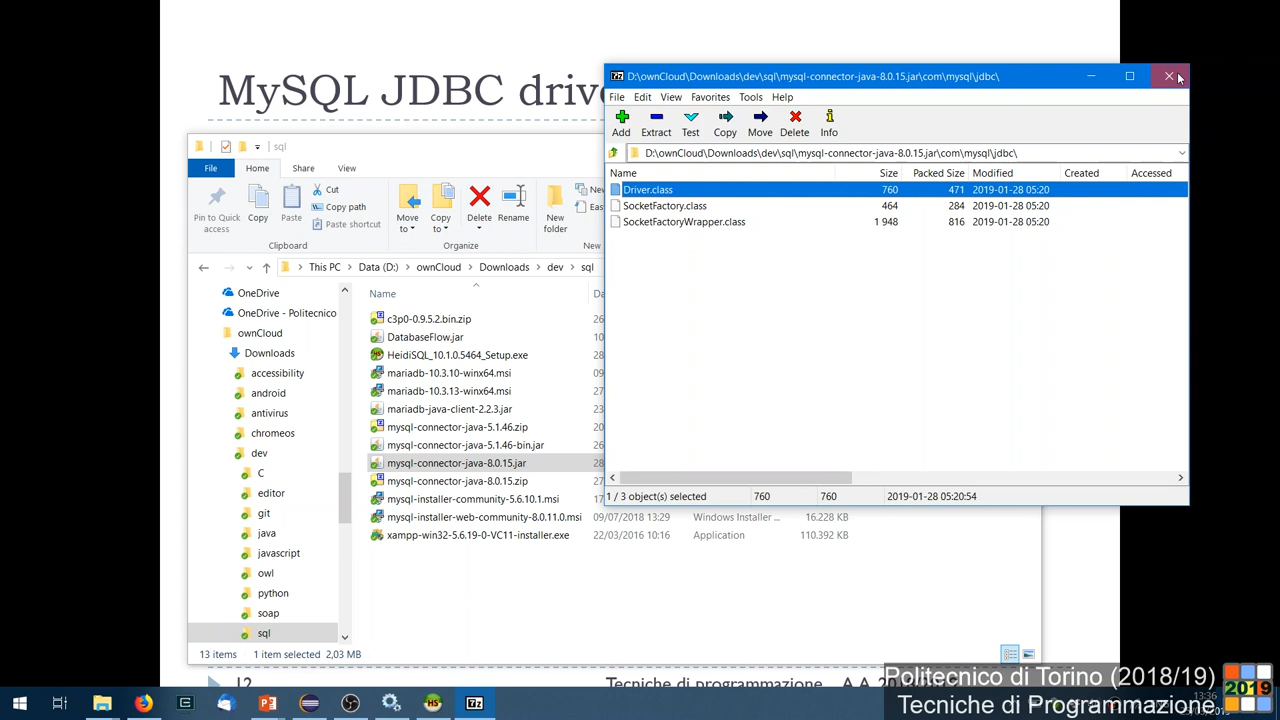 MySQL JDBC drive
D:\ownCloud\Downloads\dev\sql\mysql-connector-java-8.0.15.jar\com\mysql\jdbc\
File Edit View Favorites Tools Help
Add Extract Test Copy Move Delete Info
D:\ownCloud\Downloads\dev\sql\mysql-connector-java-8.0.15.jar\com\mysql\jdbc\
Name Size Packed Size Modified Created Accessed
Driver.class 760 471 2019-01-28 05:20
SocketFactory.class 464 284 2019-01-28 05:20
SocketFactoryWrapper.class 1 948 816 2019-01-28 05:20
1 / 3 object(s) selected 760 760 2019-01-28 05:20:54
sql
File Home Share View
Pin to Quick access
Copy
Paste
Cut
Copy path
Paste shortcut
Clipboard
Move to
Copy to
Delete
Rename
Organize
New folder
New
This PC Data (D:) ownCloud Downloads dev sql
OneDrive
OneDrive - Politecnico
ownCloud
Downloads
accessibility
android
antivirus
chromeos
dev
C
editor
git
java
javascript
owl
python
soap
sql
Name
c3p0-0.9.5.2.bin.zip 26
DatabaseFlow.jar 10
HeidiSQL_10.1.0.5464_Setup.exe 28
mariadb-10.3.10-winx64.msi 27
mariadb-10.3.13-winx64.msi 27
mariadb-java-client-2.2.3.jar 23
mysql-connector-java-5.1.46.zip 20
mysql-connector-java-5.1.46-bin.jar 20
mysql-connector-java-8.0.15.jar 28
mysql-connector-java-8.0.15.zip 27
mysql-installer-community-5.6.10.1.msi
mysql-installer-web-community-8.0.11.0.msi 09/07/2018 13:29 Windows Installer ... 16.228 KB
xampp-win32-5.6.19-0-VC11-installer.exe 22/03/2016 10:16 Application 110.392 KB
13 items 1 item selected 2,03 MB
12 Tecniche di programmazione A.A.
Politecnico di Torino (2018/19)
Tecniche di Programmazione
2019
13:36